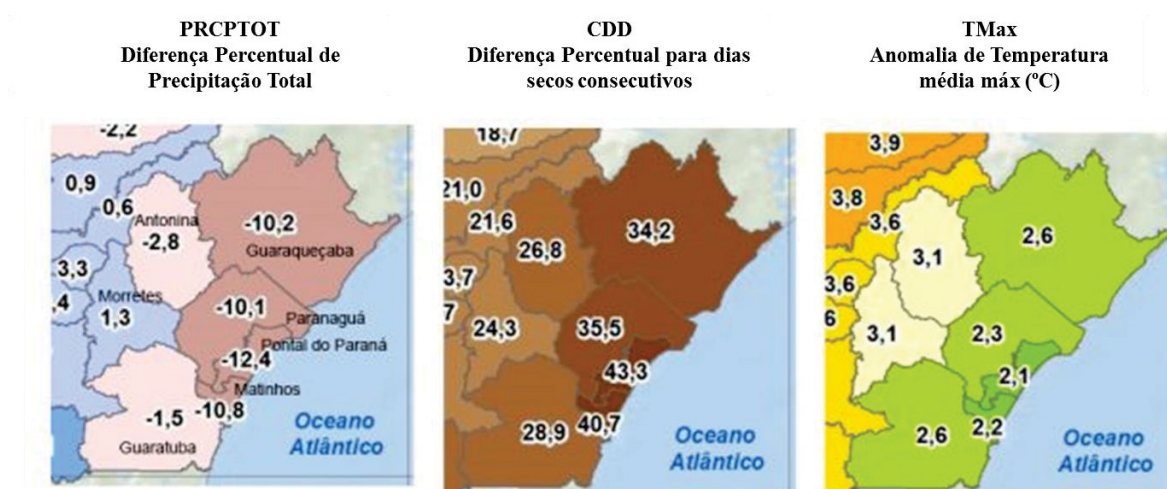 PRCPTOT
Diferença Percentual de
Precipitação Total
-2,2
0,9
0,6
Antonina
-2,8
-10,2
Guaraqueçaba
3,3
,4
Morretes
1,3
-10,1
Paranaguá
Pontal do Paraná
-12,4
Matinhos
-10,8
-1,5
Guaratuba
Oceano
Atlântico
CDD
Diferença Percentual para dias
secos consecutivos
18,7
21,0
21,6
26,8
34,2
3,7
7
24,3
35,5
43,3
40,7
28,9
Oceano
Atlântico
TMax
Anomalia de Temperatura
média máx (ºC)
3,9
3,8
3,6
3,1
2,6
3,6
6
3,1
2,3
2,1
2,2
2,6
Oceano
Atlântico